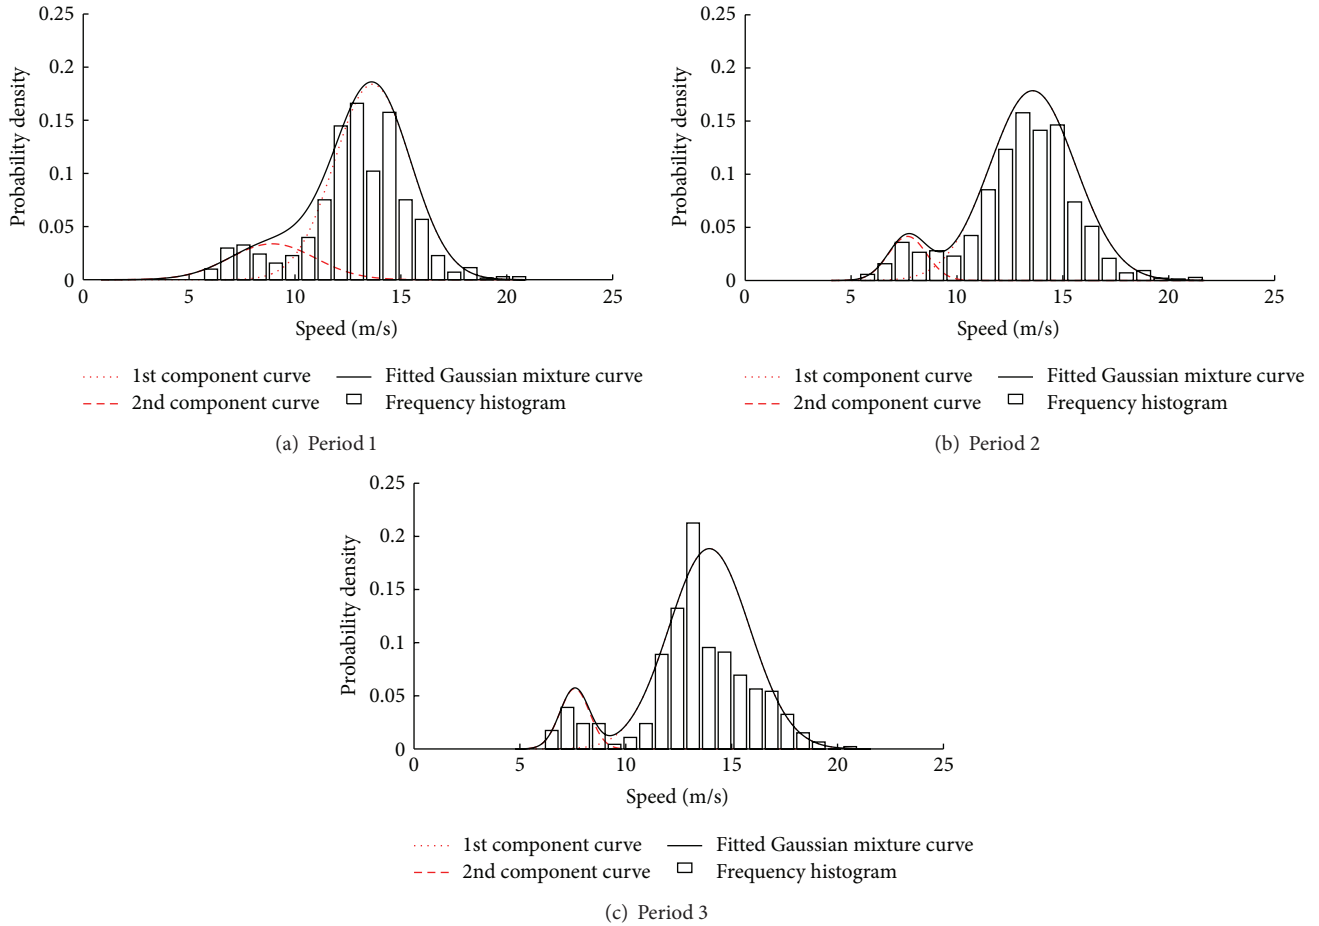 0.25
0.2
0.15
0.1
0.05
0
Probability density
0 5 10 15 20 25
Speed (m/s)
1st component curve
2nd component curve
Fitted Gaussian mixture curve
Frequency histogram
(a) Period 1
0.25
0.2
0.15
0.1
0.05
0
Probability density
0 5 10 15 20 25
Speed (m/s)
1st component curve
2nd component curve
Fitted Gaussian mixture curve
Frequency histogram
(b) Period 2
0.25
0.2
0.15
0.1
0.05
0
Probability density
0 5 10 15 20 25
Speed (m/s)
1st component curve
2nd component curve
Fitted Gaussian mixture curve
Frequency histogram
(c) Period 3